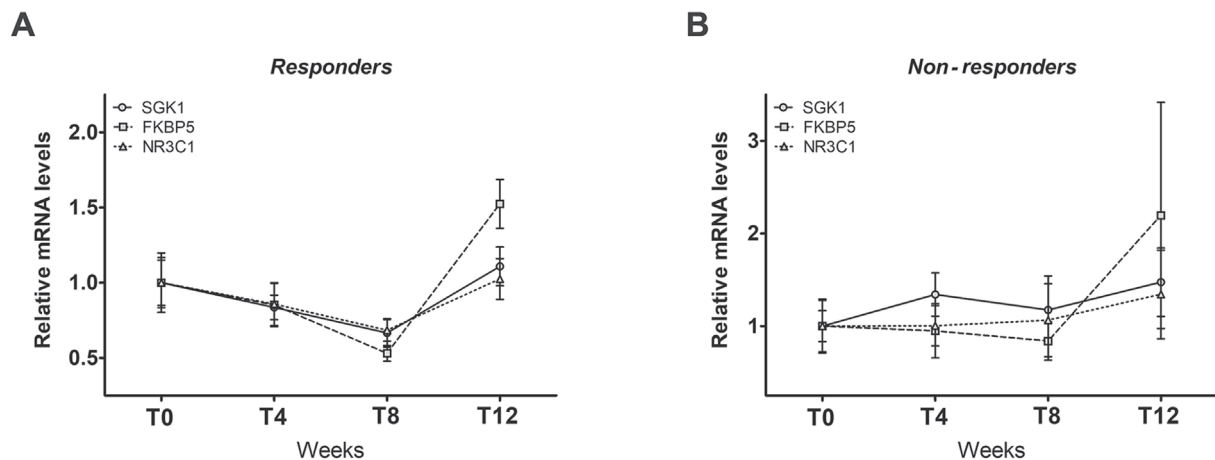 A
Responders
SGK1
FKBP5
NR3C1
Relative mRNA levels
2.0
1.5
1.0
0.5
T0 T4 T8 T12
Weeks
B
Non-responders
SGK1
FKBP5
NR3C1
Relative mRNA levels
3
2
1
T0 T4 T8 T12
Weeks